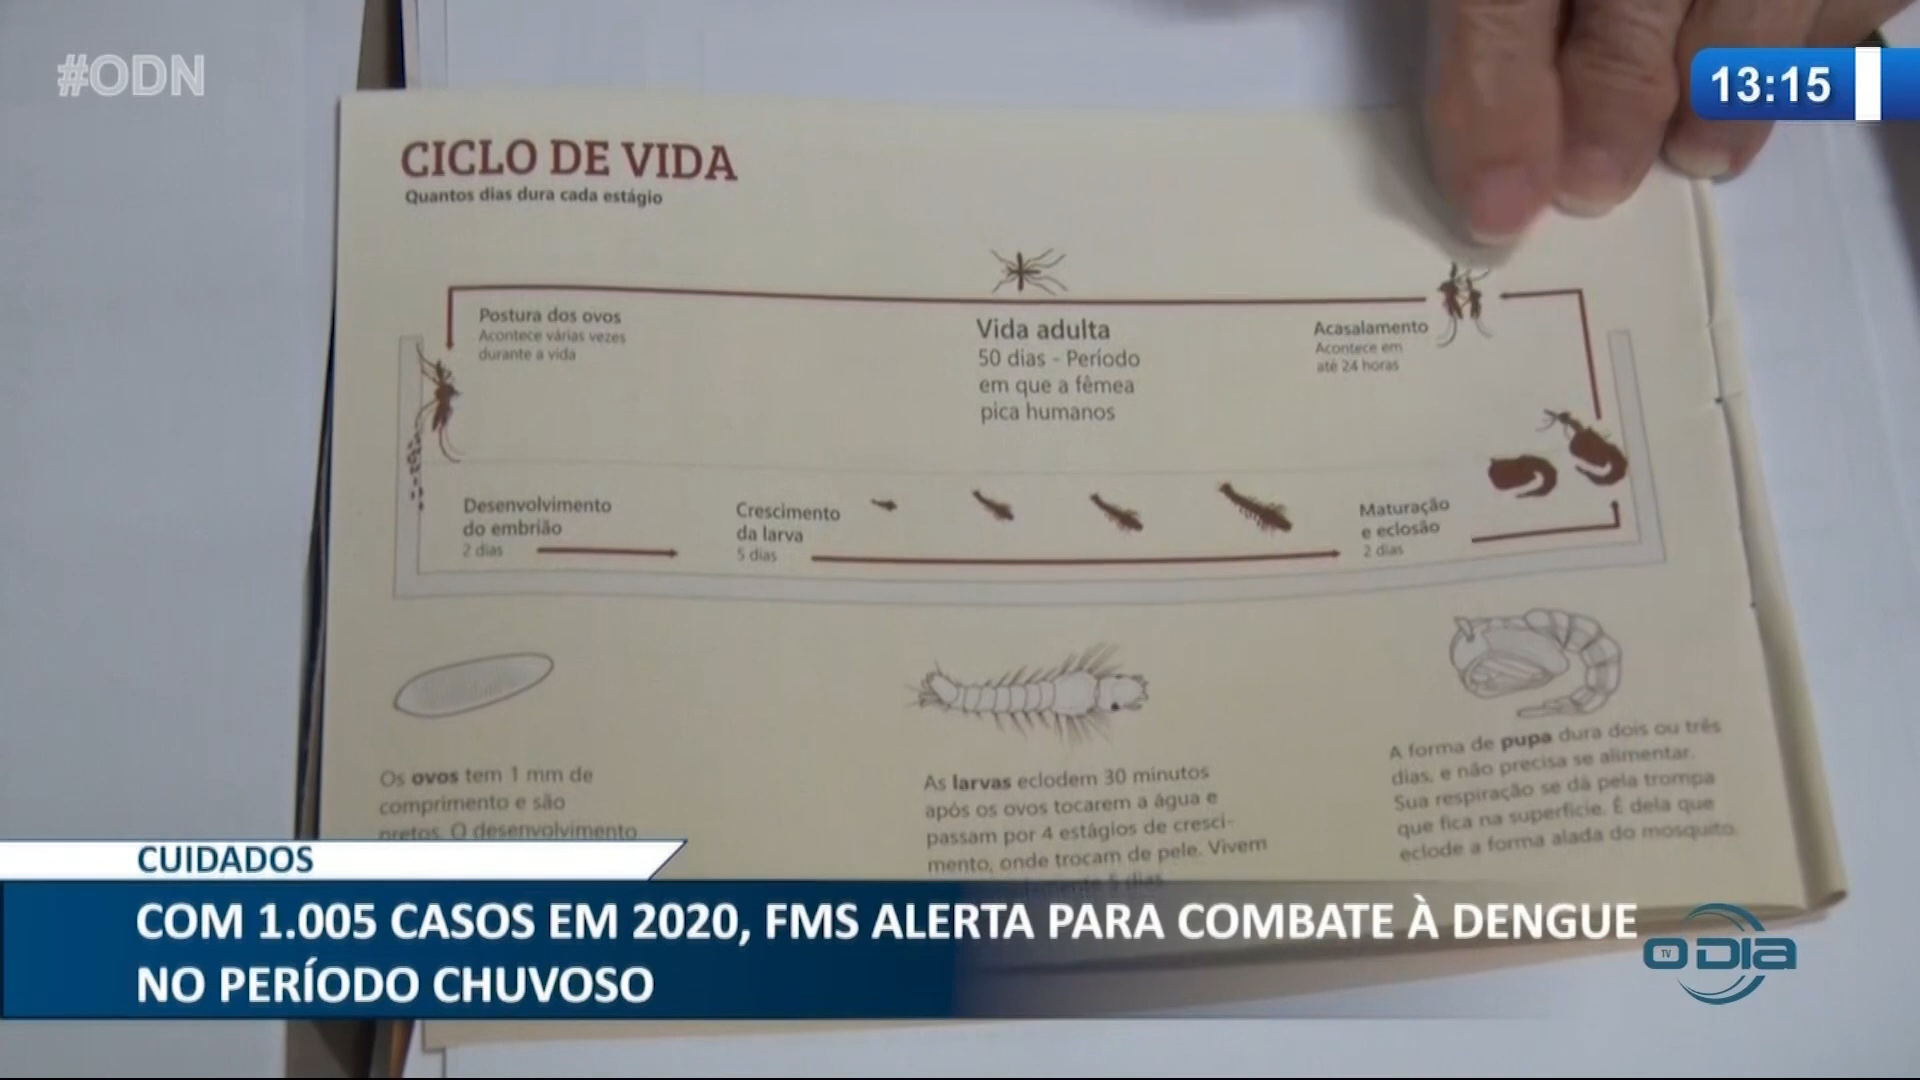 #ODN
13:15
CICLO DE VIDA
Quantos dias dura cada estágio
Postura dos ovos
Acontece várias vezes
durante a vida
Vida adulta
50 dias - Período
em que a fêmea
pica humanos
Acasalamento
Acontece em
até 24 horas
Desenvolvimento
do embrião
2 dias
Crescimento
da larva
5 dias
Maturação
e eclosão
2 dias
Os ovos tem 1 mm de
comprimento e são
pretos. O desenvolvimento
As larvas eclodem 30 minutos
após os ovos tocarem a água e
passam por 4 estágios de cresci-
mento, onde trocam de pele. Vivem
5 dias
A forma de pupa dura dois ou três
dias, e não precisa se alimentar.
Sua respiração se dá pela trompa
que fica na superfície. É dela que
eclode a forma alada do mosquito.
CUIDADOS
COM 1.005 CASOS EM 2020, FMS ALERTA PARA COMBATE À DENGUE
NO PERÍODO CHUVOSO
TV O DIA